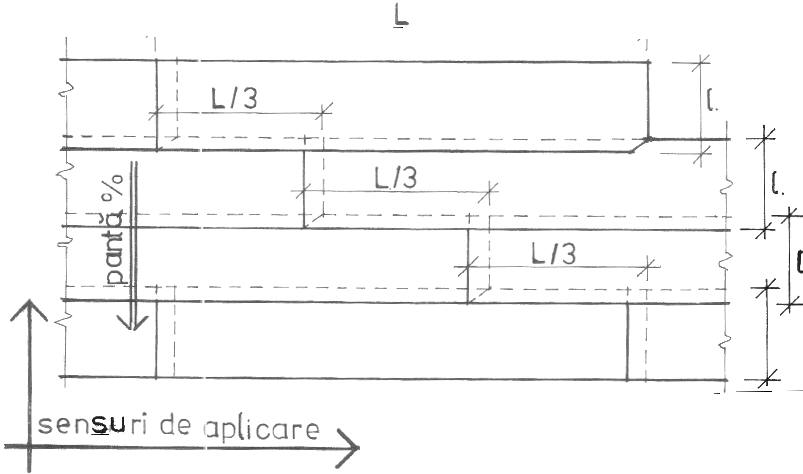 L
L/3
l.
L/3
l.
pantă %
L/3
sensuri de aplicare